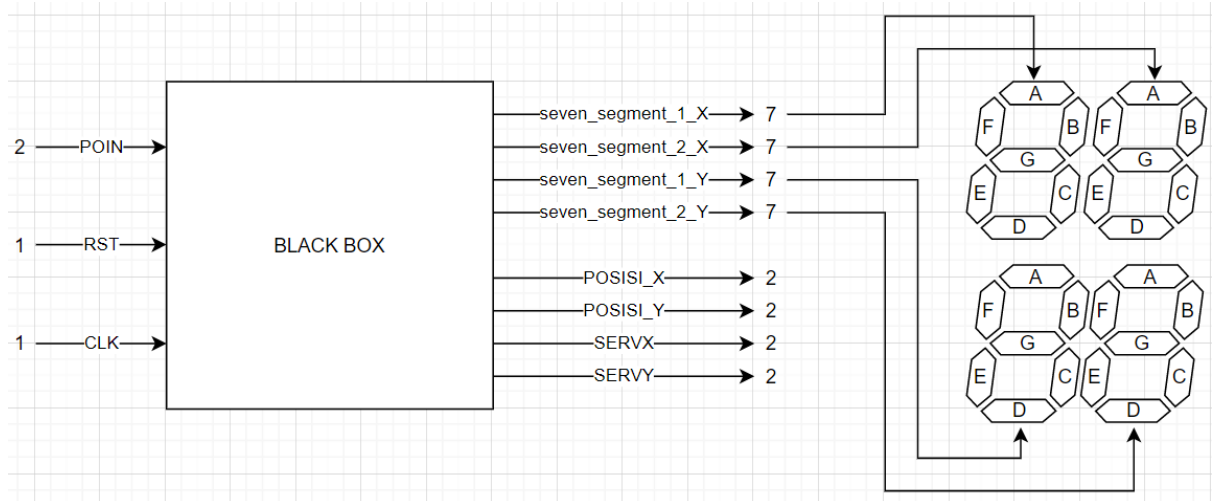 2 POIN
1 RST
1 CLK
BLACK BOX
seven_segment_1_X 7
seven_segment_2_X 7
seven_segment_1_Y 7
seven_segment_2_Y 7
POSISI_X 2
POSISI_Y 2
SERVX 2
SERVY 2
A A
F B F B
G G
E C E C
D D
A A
F B F B
G G
E C E C
D D